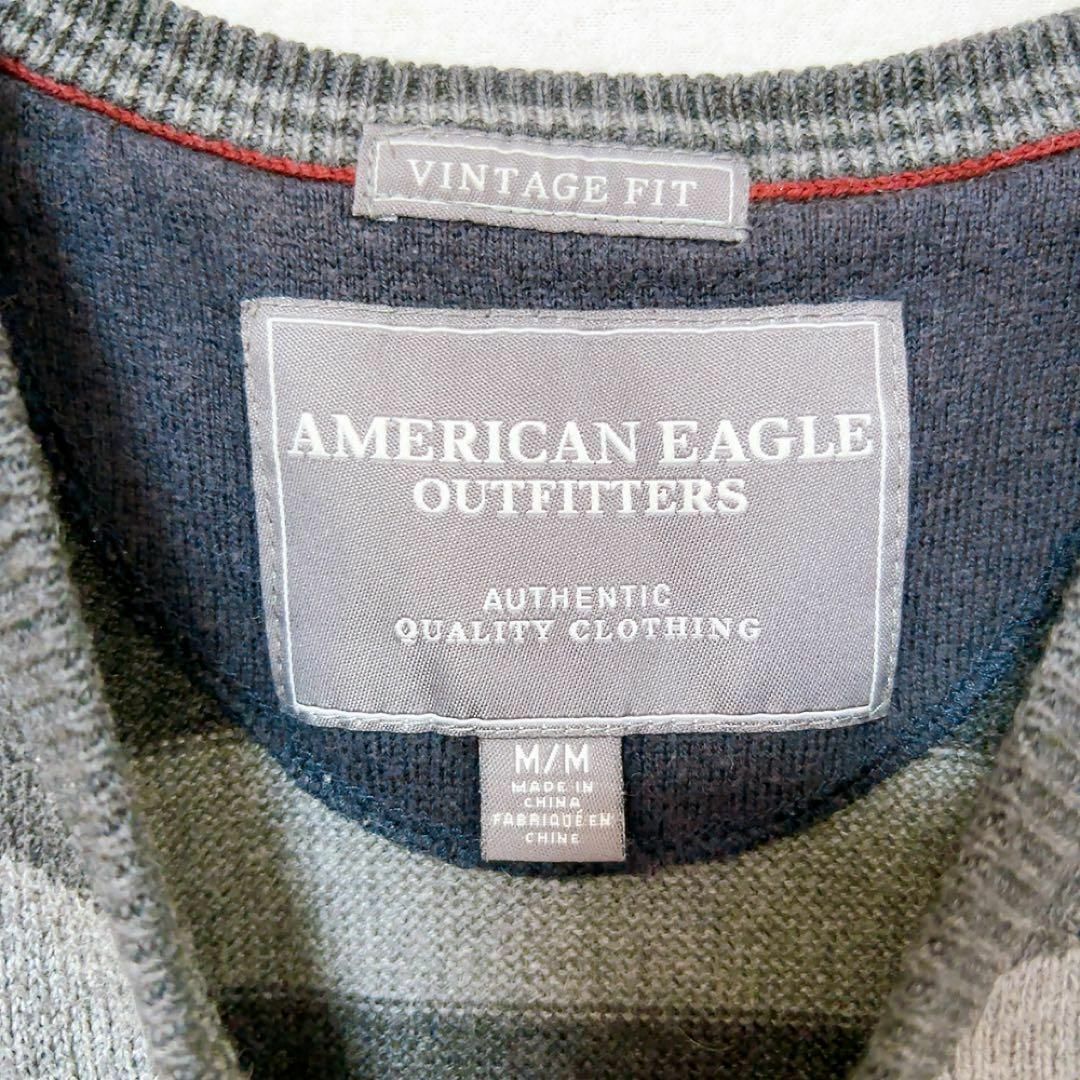 VINTAGE FIT
AMERICAN EAGLE
OUTFITTERS
AUTHENTIC
QUALITY CLOTHING
M/M
MADE IN
CHINA
FABRIQUÉ EN
CHINE